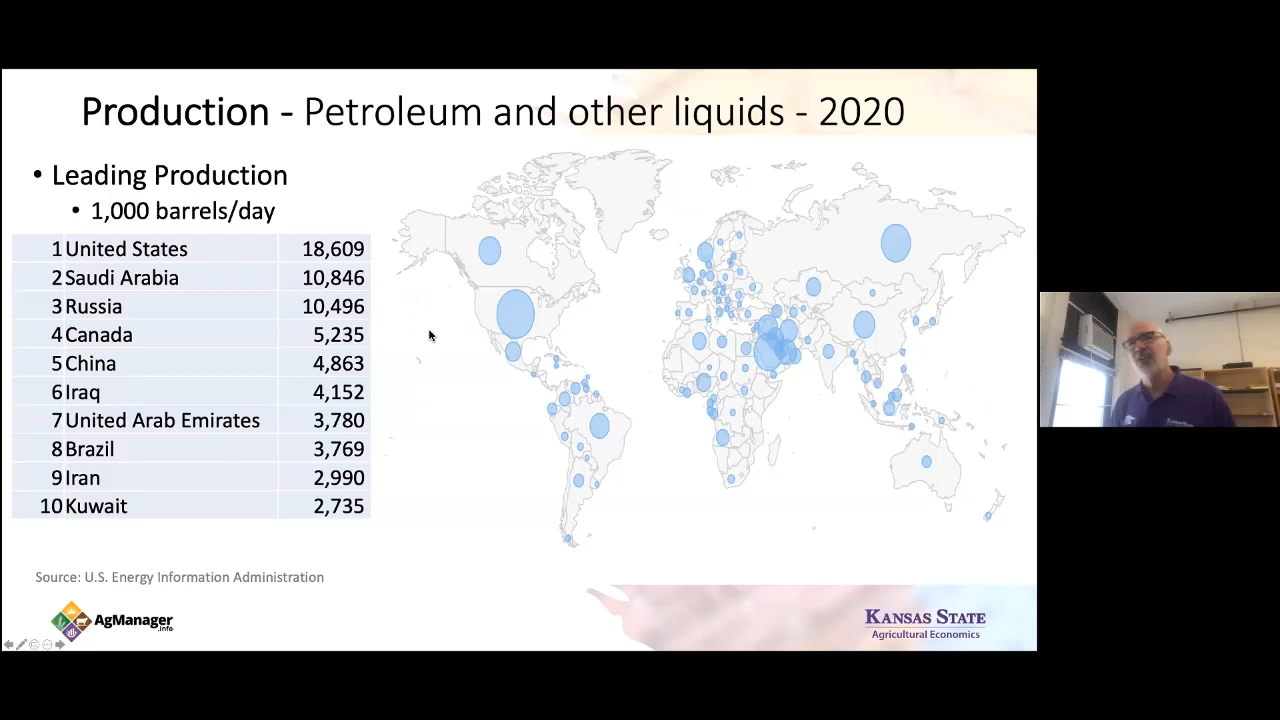 Production - Petroleum and other liquids - 2020
• Leading Production
• 1,000 barrels/day
1 United States 18,609
2 Saudi Arabia 10,846
3 Russia 10,496
4 Canada 5,235
5 China 4,863
6 Iraq 4,152
7 United Arab Emirates 3,780
8 Brazil 3,769
9 Iran 2,990
10 Kuwait 2,735
Source: U.S. Energy Information Administration
AgManager
.info
KANSAS STATE
Agricultural Economics